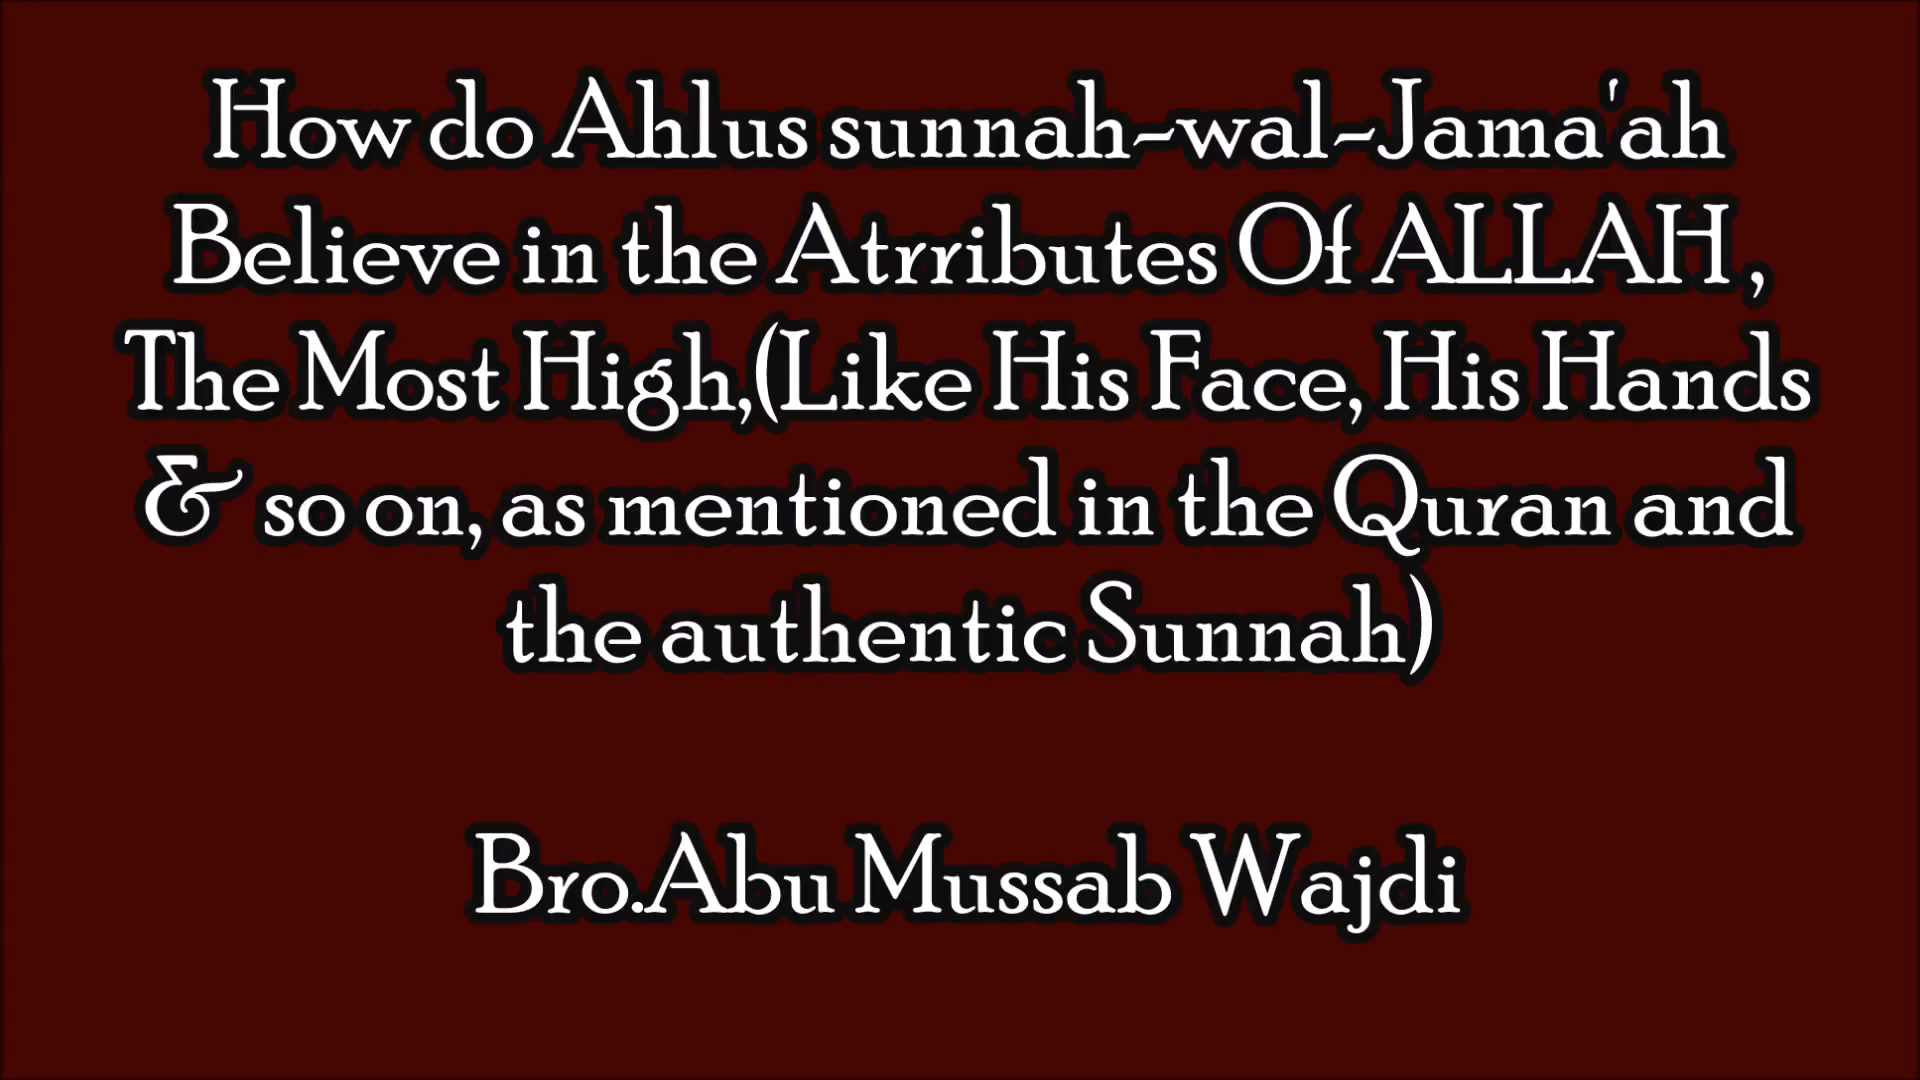 How do Ahlus sunnah-wal-Jama'ah
Believe in the Atrributes Of ALLAH ,
The Most High,(Like His Face, His Hands
& so on, as mentioned in the Quran and
the authentic Sunnah)
Bro.Abu Mussab Wajdi